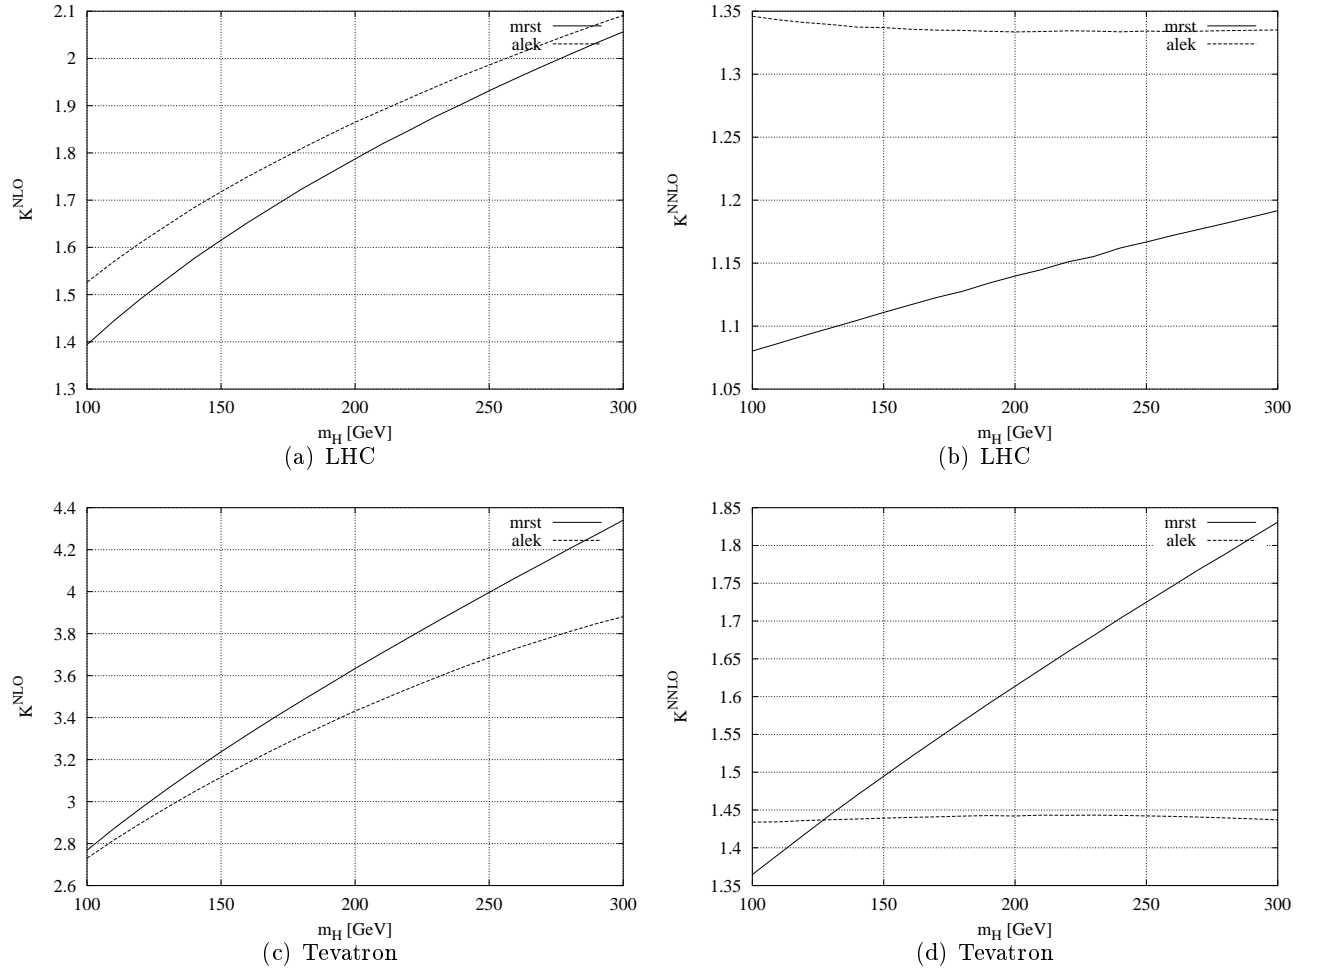 2.1
2
1.9
1.8
1.7
1.6
1.5
1.4
1.3
K^NLO
mrst
alek
100 150 200 250 300
m_H [GeV]
(a) LHC
1.35
1.3
1.25
1.2
1.15
1.1
1.05
K^NNLO
mrst
alek
100 150 200 250 300
m_H [GeV]
(b) LHC
4.4
4.2
4
3.8
3.6
3.4
3.2
3
2.8
2.6
K^NLO
mrst
alek
100 150 200 250 300
m_H [GeV]
(c) Tevatron
1.85
1.8
1.75
1.7
1.65
1.6
1.55
1.5
1.45
1.4
1.35
K^NNLO
mrst
alek
100 150 200 250 300
m_H [GeV]
(d) Tevatron